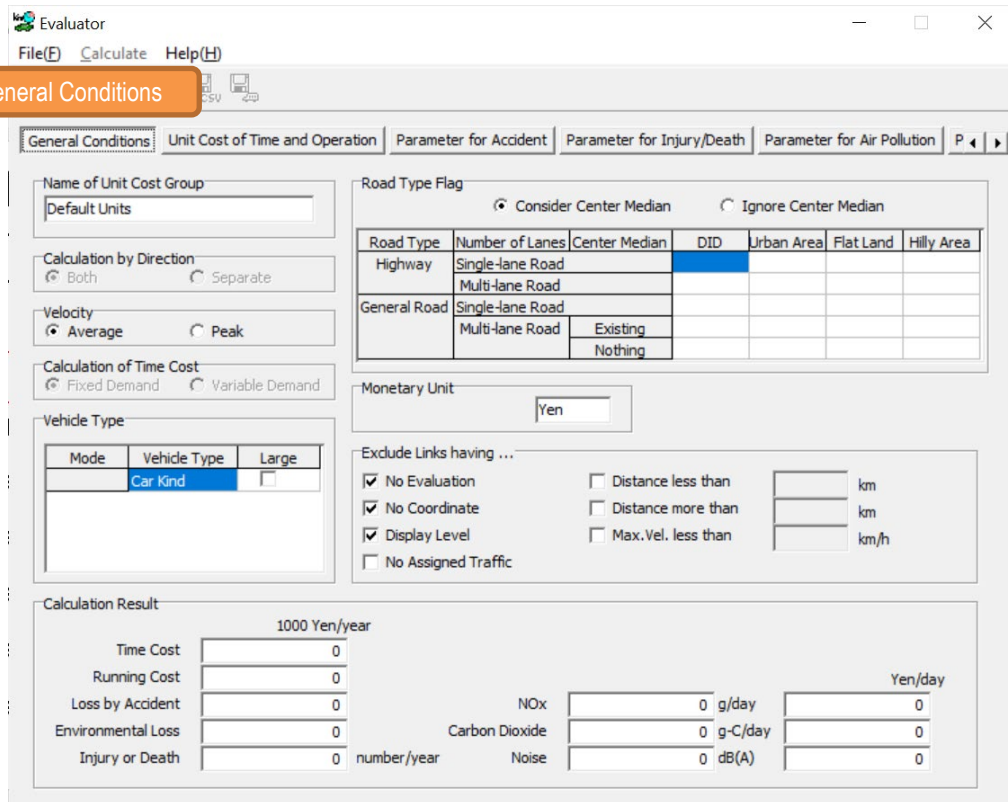 Evaluator
File(F) Calculate Help(H)
eneral Conditions
CSV
General Conditions Unit Cost of Time and Operation Parameter for Accident Parameter for Injury/Death Parameter for Air Pollution P
Name of Unit Cost Group
Default Units
Calculation by Direction
Both Separate
Velocity
Average Peak
Calculation of Time Cost
Fixed Demand Variable Demand
Vehicle Type
Mode Vehicle Type Large
Car Kind
Road Type Flag
Consider Center Median Ignore Center Median
Road Type Number of Lanes Center Median DID Urban Area Flat Land Hilly Area
Highway Single-lane Road
Multi-lane Road
General Road Single-lane Road
Multi-lane Road Existing
Nothing
Monetary Unit
Yen
Exclude Links having ...
No Evaluation Distance less than km
No Coordinate Distance more than km
Display Level Max.Vel. less than km/h
No Assigned Traffic
Calculation Result
1000 Yen/year
Time Cost 0
Running Cost 0 Yen/day
Loss by Accident 0 NOx 0 g/day 0
Environmental Loss 0 Carbon Dioxide 0 g-C/day 0
Injury or Death 0 number/year Noise 0 dB(A) 0